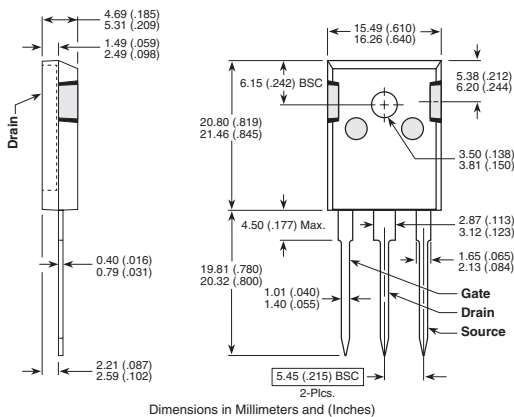 4.69 (.185)
5.31 (.209)
1.49 (.059)
2.49 (.098)
Drain
0.40 (.016)
0.79 (.031)
2.21 (.087)
2.59 (.102)
15.49 (.610)
16.26 (.640)
6.15 (.242) BSC
5.38 (.212)
6.20 (.244)
20.80 (.819)
21.46 (.845)
3.50 (.138)
3.81 (.150)
4.50 (.177) Max.
2.87 (.113)
3.12 (.123)
19.81 (.780)
20.32 (.800)
1.65 (.065)
2.13 (.084)
1.01 (.040)
1.40 (.055)
Gate
Drain
Source
5.45 (.215) BSC
2-Plcs.
Dimensions in Millimeters and (Inches)